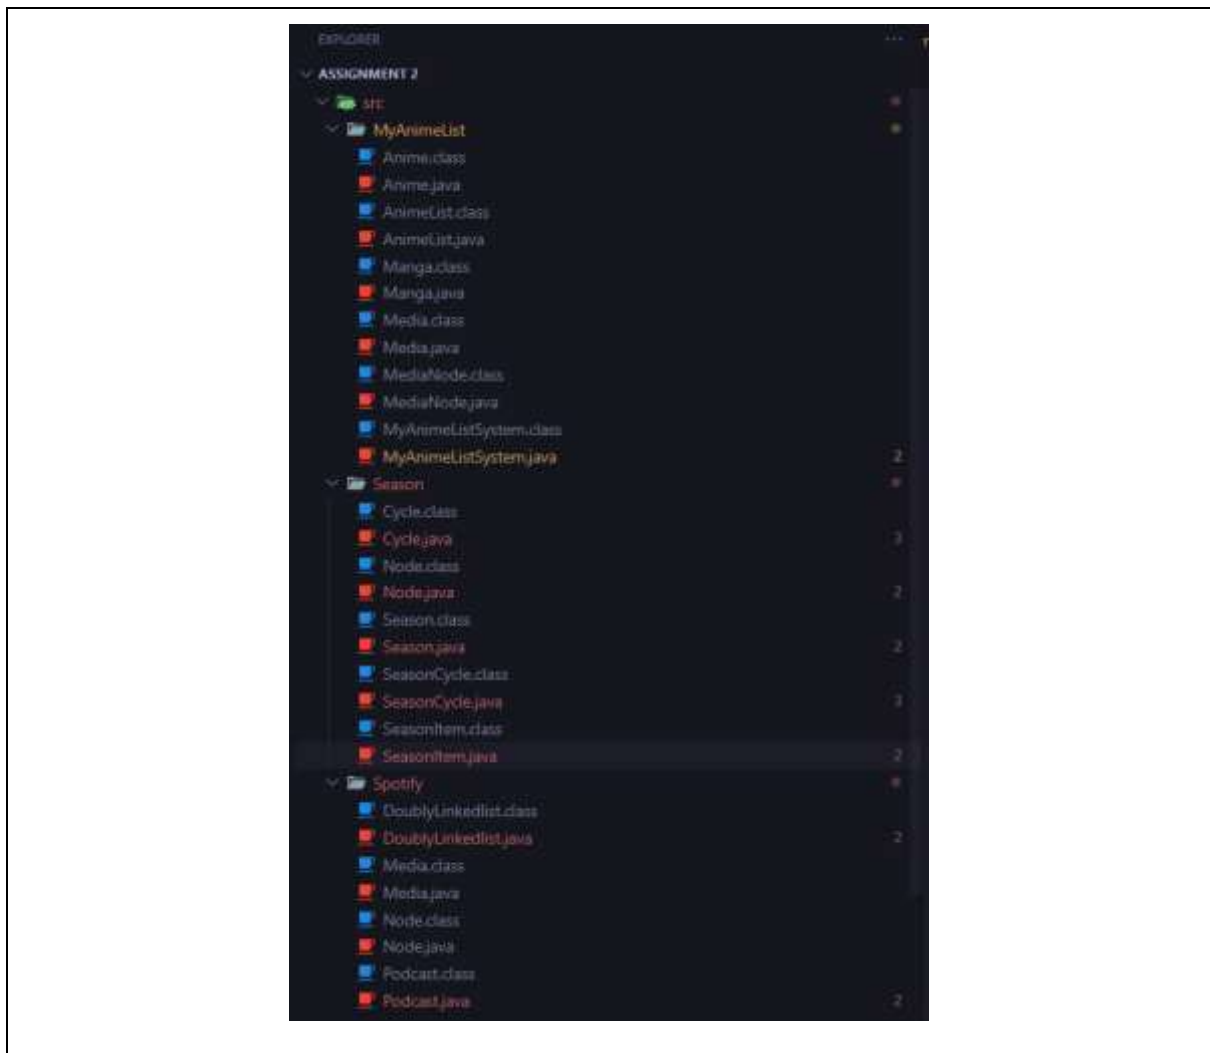 EXPLORER
ASSIGNMENT 2
src
MyAnimeList
Anime.class
Anime.java
AnimeList.class
AnimeList.java
Manga.class
Manga.java
Media.class
Media.java
MediaNode.class
MediaNode.java
MyAnimeListSystem.class
MyAnimeListSystem.java 2
Season
Cycle.class
Cycle.java 3
Node.class
Node.java 2
Season.class
Season.java 2
SeasonCycle.class
SeasonCycle.java 3
SeasonItem.class
SeasonItem.java 2
Spotify
DoublyLinkedlist.class
DoublyLinkedlist.java 2
Media.class
Media.java
Node.class
Node.java
Podcast.class
Podcast.java 2